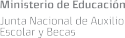 Ministerio de Educación
Junta Nacional de Auxilio
Escolar y Becas